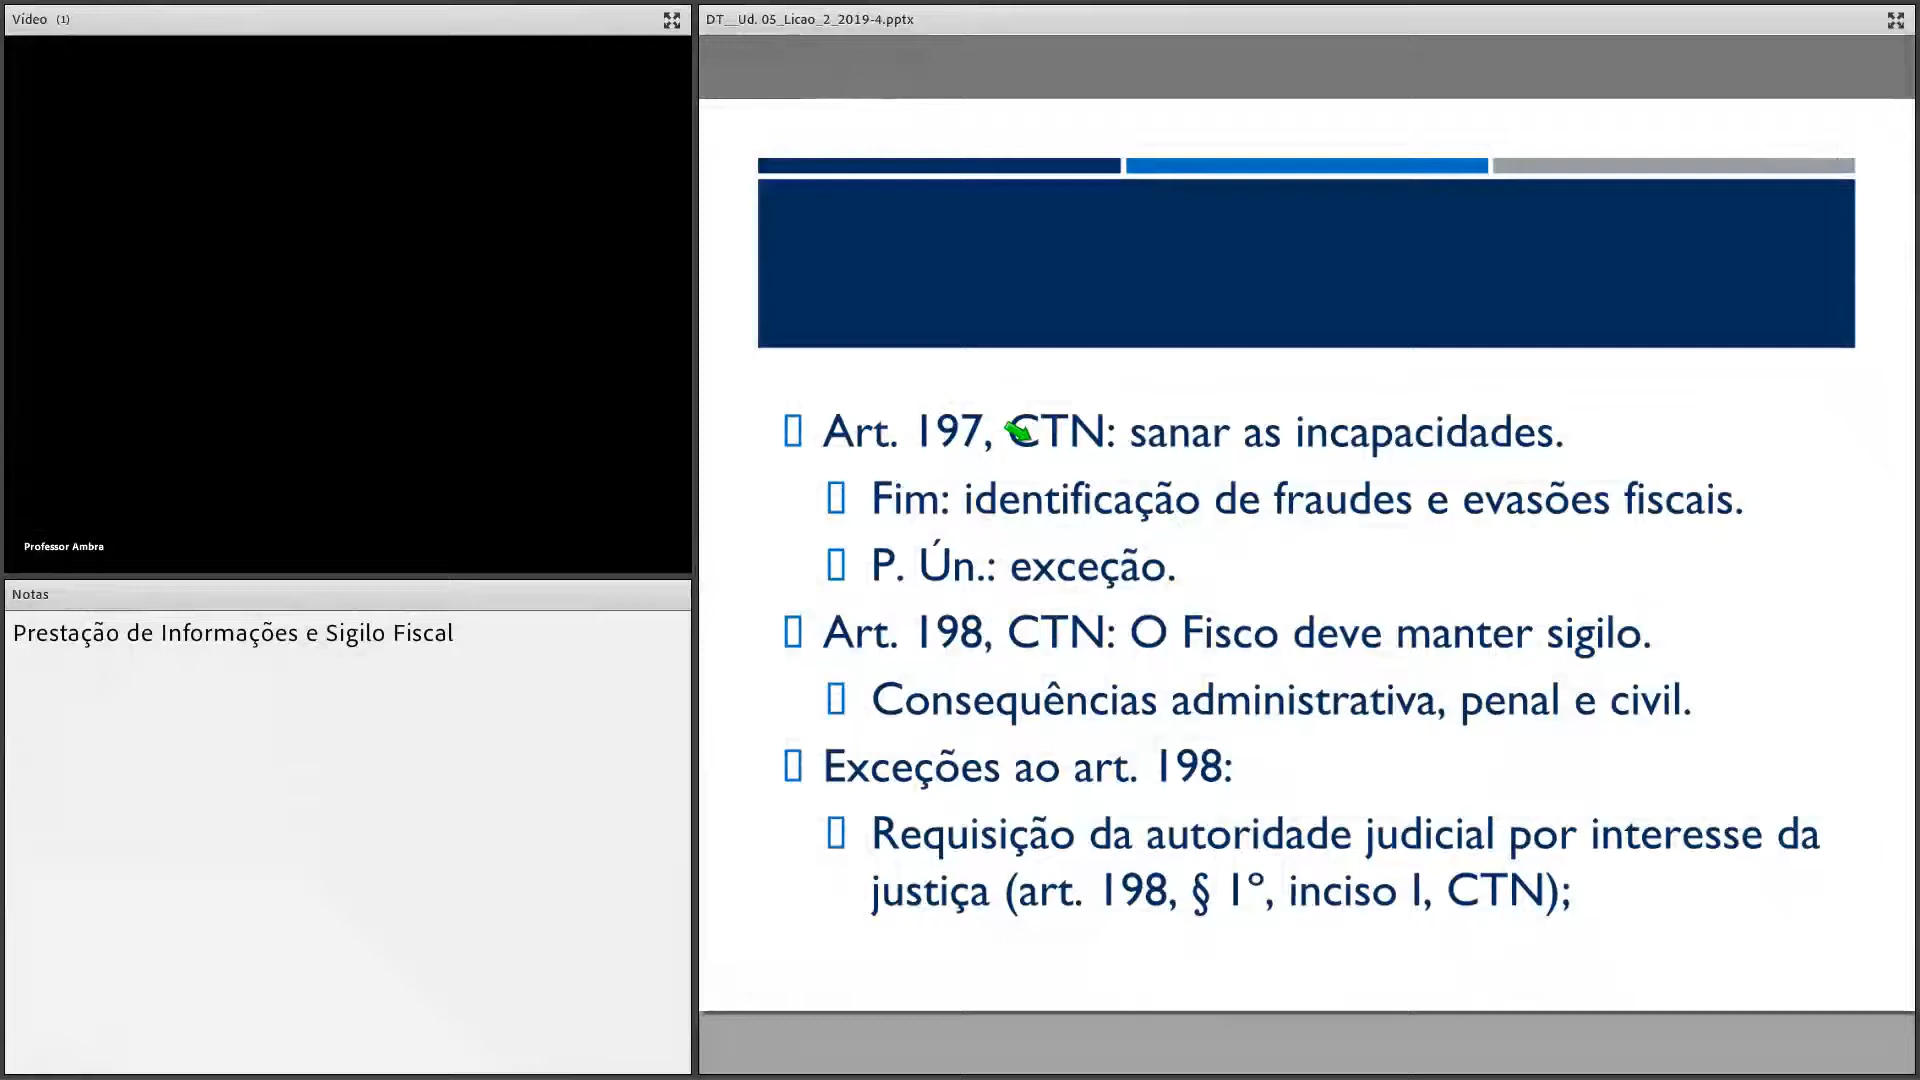 Vídeo (1)
Professor Ambra
Notas
Prestação de Informações e Sigilo Fiscal
DT__Ud. 05_Licao_2_2019-4.pptx
Art. 197, CTN: sanar as incapacidades.
Fim: identificação de fraudes e evasões fiscais.
P. Ún.: exceção.
Art. 198, CTN: O Fisco deve manter sigilo.
Consequências administrativa, penal e civil.
Exceções ao art. 198:
Requisição da autoridade judicial por interesse da
justiça (art. 198, § 1º, inciso I, CTN);